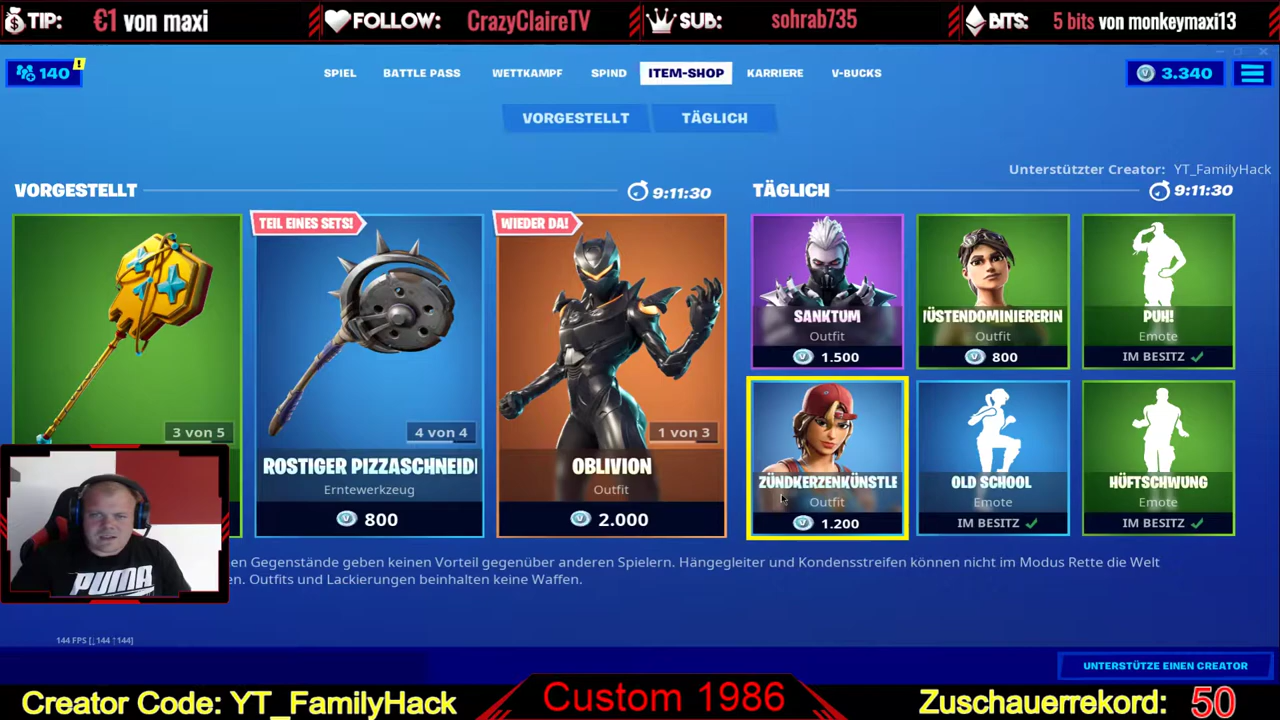 TIP: €1 von maxi
FOLLOW: CrazyClaireTV
SUB: sohrab735
BITS: 5 bits von monkeymaxi13
140 !
SPIEL BATTLE PASS WETTKAMPF SPIND ITEM-SHOP KARRIERE V-BUCKS
3.340
VORGESTELLT TÄGLICH
Unterstützter Creator: YT_FamilyHack
VORGESTELLT 9:11:30
TÄGLICH 9:11:30
3 von 5
TEIL EINES SETS!
4 von 4
ROSTIGER PIZZASCHNEID
Erntewerkzeug
800
WIEDER DA!
1 von 3
OBLIVION
Outfit
2.000
SANKTUM
Outfit
1.500
WÜSTENDOMINIERERIN
Outfit
800
PUH!
Emote
IM BESITZ
ZÜNDKERZENKÜNSTLE
Outfit
1.200
OLD SCHOOL
Emote
IM BESITZ
HÜFTSCHWUNG
Emote
IM BESITZ
en Gegenstände geben keinen Vorteil gegenüber anderen Spielern. Hängegleiter und Kondensstreifen können nicht im Modus Rette die Welt
en. Outfits und Lackierungen beinhalten keine Waffen.
PUMA
144 FPS [↓144 ↑144]
UNTERSTÜTZE EINEN CREATOR
Creator Code: YT_FamilyHack
Custom 1986
Zuschauerrekord: 50